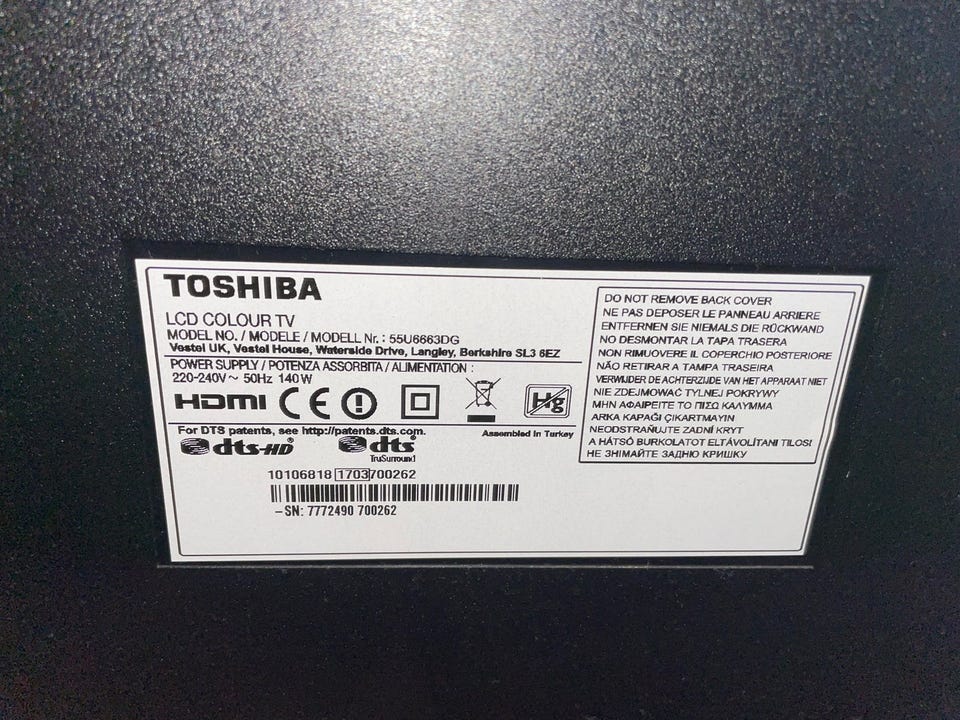 TOSHIBA
LCD COLOUR TV
MODEL NO. / MODELE / MODELL Nr. : 55U6663DG
Vestel UK, Vestel House, Waterside Drive, Langley, Berkshire SL3 6EZ
POWER SUPPLY / POTENZA ASSORBITA / ALIMENTATION :
220-240V ~ 50Hz 140W
HDMI CE Hg
For DTS patents, see http://patents.dts.com.
Assembled in Turkey
dts-HD dts
TruSurround
10106818 1703 700262
-SN: 7772490 700262
DO NOT REMOVE BACK COVER
NE PAS DEPOSER LE PANNEAU ARRIERE
ENTFERNEN SIE NIEMALS DIE RÜCKWAND
NO DESMONTAR LA TAPA TRASERA
NON RIMUOVERE IL COPERCHIO POSTERIORE
NÃO RETIRAR A TAMPA TRASEIRA
VERWIJDER DE ACHTERZIJDE VAN HET APPARAAT NIET
NIE ZDEJMOWAĆ TYLNEJ POKRYWY
ΜΗΝ ΑΦΑΙΡΕΙΤΕ ΤΟ ΠΙΣΩ ΚΑΛΥΜΜΑ
ARKA KAPAĞI ÇIKARTMAYIN
NEODSTRAŇUJTE ZADNÍ KRYT
A HÁTSÓ BURKOLATOT ELTÁVOLÍTANI TILOS!
НЕ ЗНИМАЙТЕ ЗАДНЮ КРИШКУ